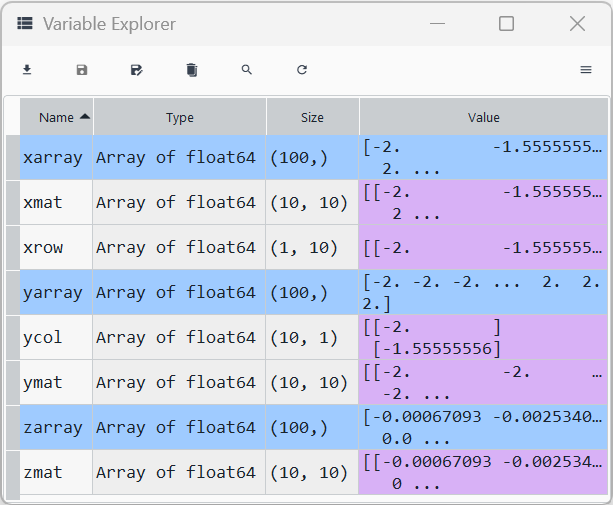 Variable Explorer
Name Type Size Value
xarray Array of float64 (100,) [-2. -1.5555555…
2. ...
xmat Array of float64 (10, 10) [[-2. -1.555555…
2 ...
xrow Array of float64 (1, 10) [[-2. -1.555555…
yarray Array of float64 (100,) [-2. -2. -2. ... 2. 2.
2.]
ycol Array of float64 (10, 1) [[-2. ]
[-1.55555556]
ymat Array of float64 (10, 10) [[-2. -2. …
-2. ...
zarray Array of float64 (100,) [-0.00067093 -0.0025340…
0.0 ...
zmat Array of float64 (10, 10) [[-0.00067093 -0.002534…
0 ...